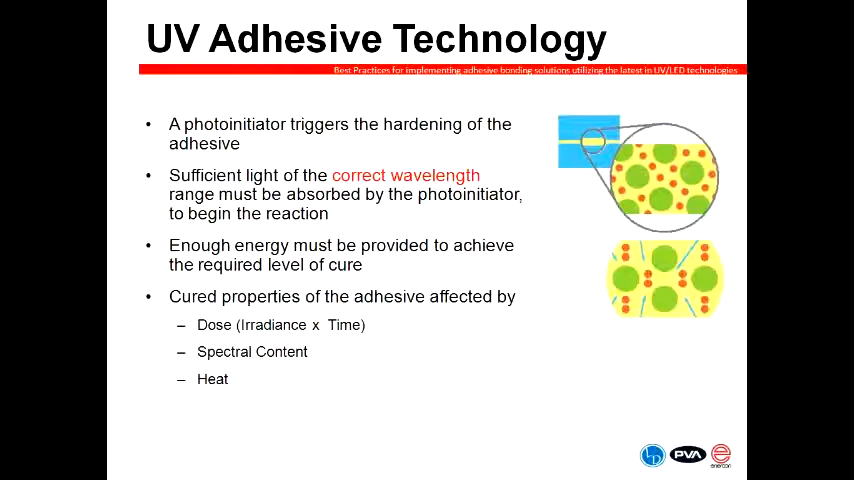 UV Adhesive Technology
Best Practices for implementing adhesive bonding solutions utilizing the latest in UV/LED technologies
• A photoinitiator triggers the hardening of the
adhesive
• Sufficient light of the correct wavelength
range must be absorbed by the photoinitiator,
to begin the reaction
• Enough energy must be provided to achieve
the required level of cure
• Cured properties of the adhesive affected by
– Dose (Irradiance x Time)
– Spectral Content
– Heat
LD PVA e
enercon